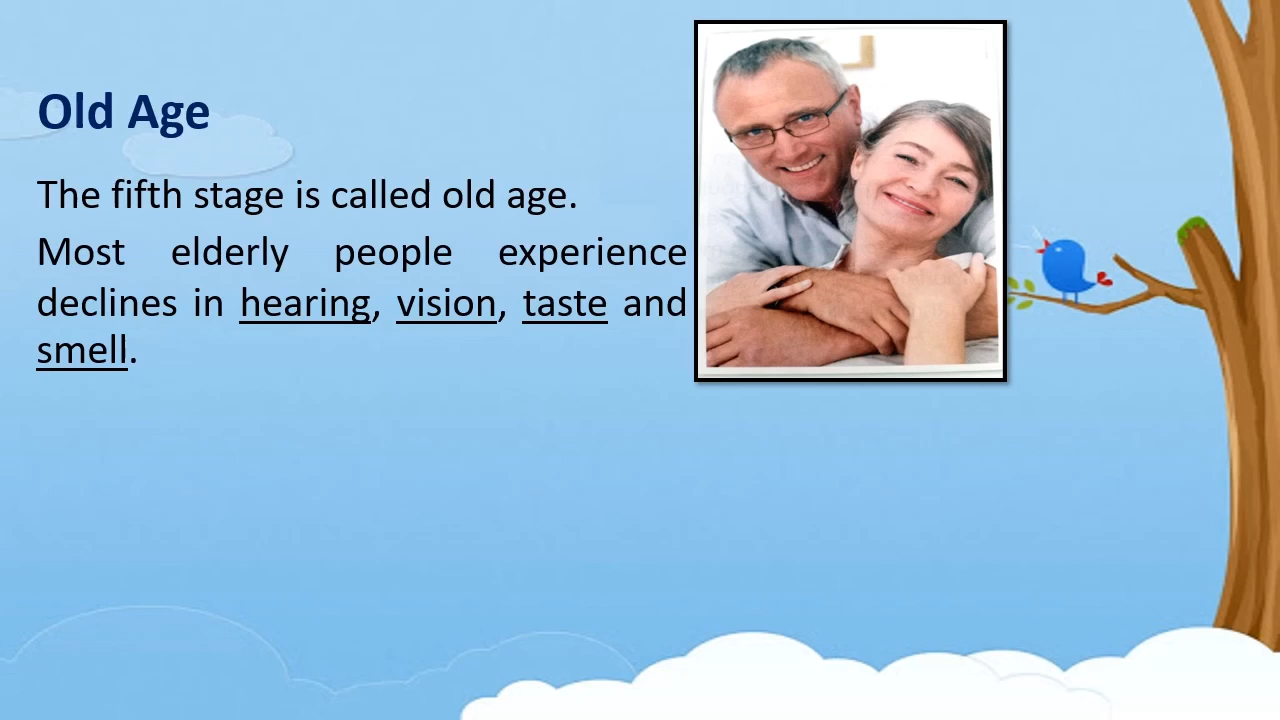 Old Age
The fifth stage is called old age.
Most elderly people experience
declines in hearing, vision, taste and
smell.